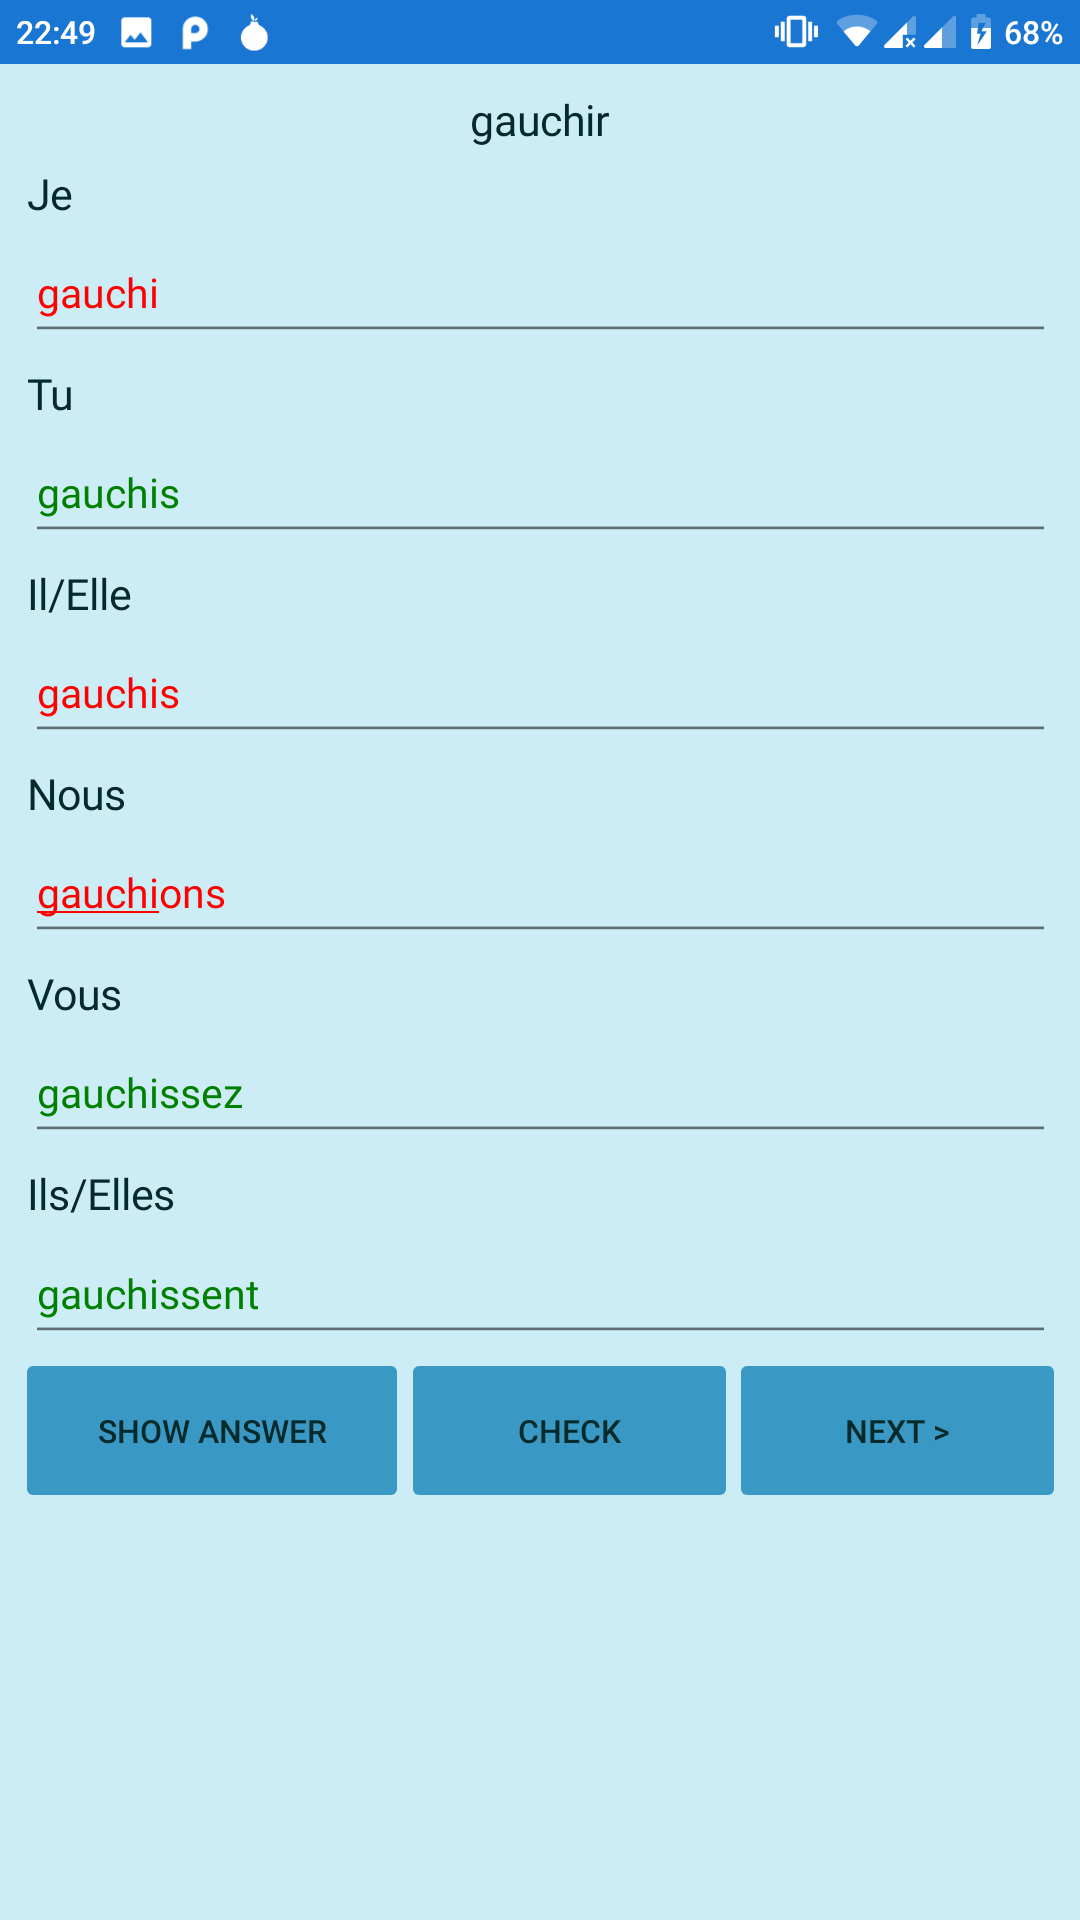 22:49 68%
gauchir
Je
gauchi
Tu
gauchis
Il/Elle
gauchis
Nous
gauchions
Vous
gauchissez
Ils/Elles
gauchissent
SHOW ANSWER CHECK NEXT >